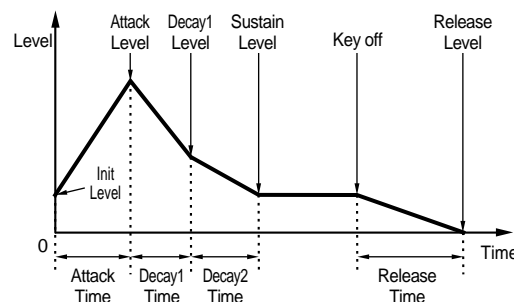 Attack Decay1 Sustain Release
Level Level Level Level Key off Level
Init
Level
0
Time
Attack Decay1 Decay2 Release
Time Time Time Time